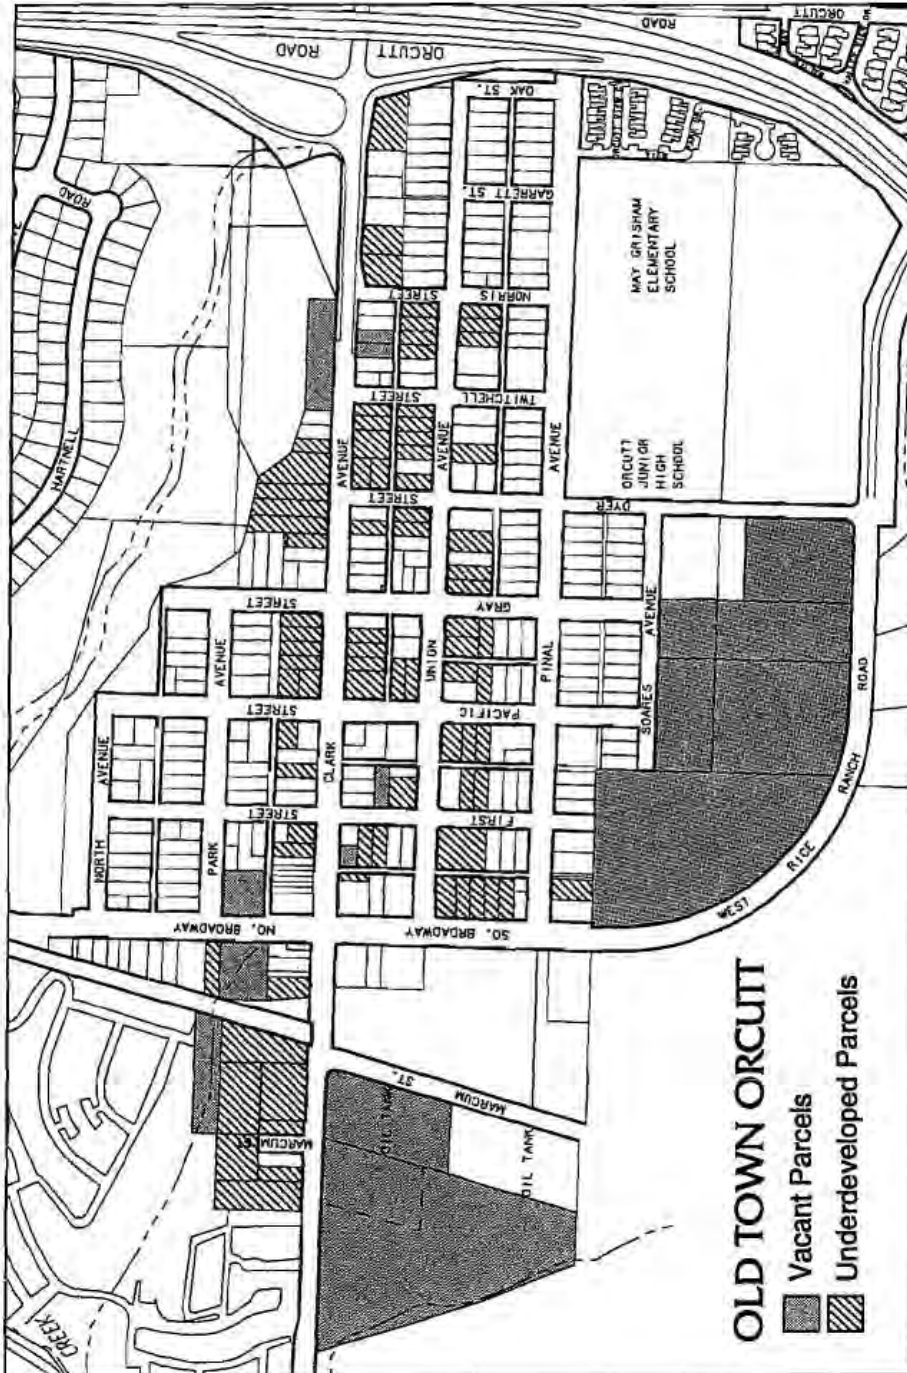 ORCUTT
ROAD
ORCUTT
ROAD
ORCUTT
ROAD
HARTNELL
OAK ST.
GARRETT ST.
NORRIS
STREET
TWITCHELL
STREET
DYER
STREET
GRAY
STREET
PACIFIC
STREET
FIRST
STREET
NO. BROADWAY
SO. BROADWAY
MARCUM
ST.
MARCUM ST
NORTH
AVENUE
PARK
AVENUE
CLARK
AVENUE
UNION
AVENUE
PINAL
AVENUE
SOARES
AVENUE
WEST
RICE
RANCH
ROAD
MAY GRISHAM
ELEMENTARY
SCHOOL
ORCUTT
JUNIOR
HIGH
SCHOOL
OIL TANK
OIL TANK
CREEK
OLD TOWN ORCUTT
Vacant Parcels
Underdeveloped Parcels